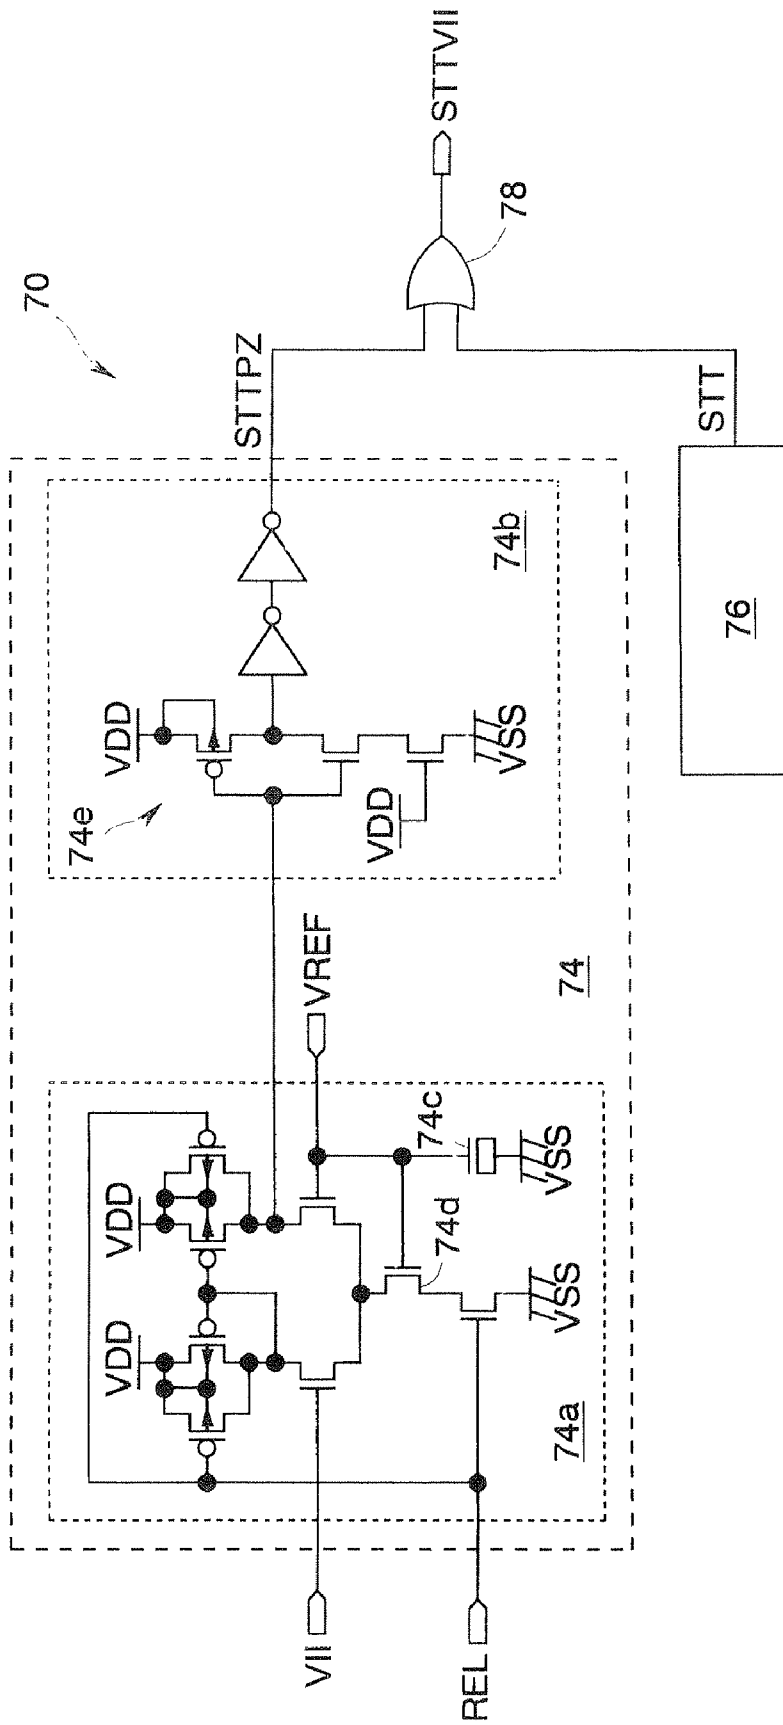 70
VII
REL
VDD
VDD
74a
74d
74c
VSS
VSS
VREF
74
74e
VDD
VDD
VSS
74b
STTPZ
76
STT
78
STTVII